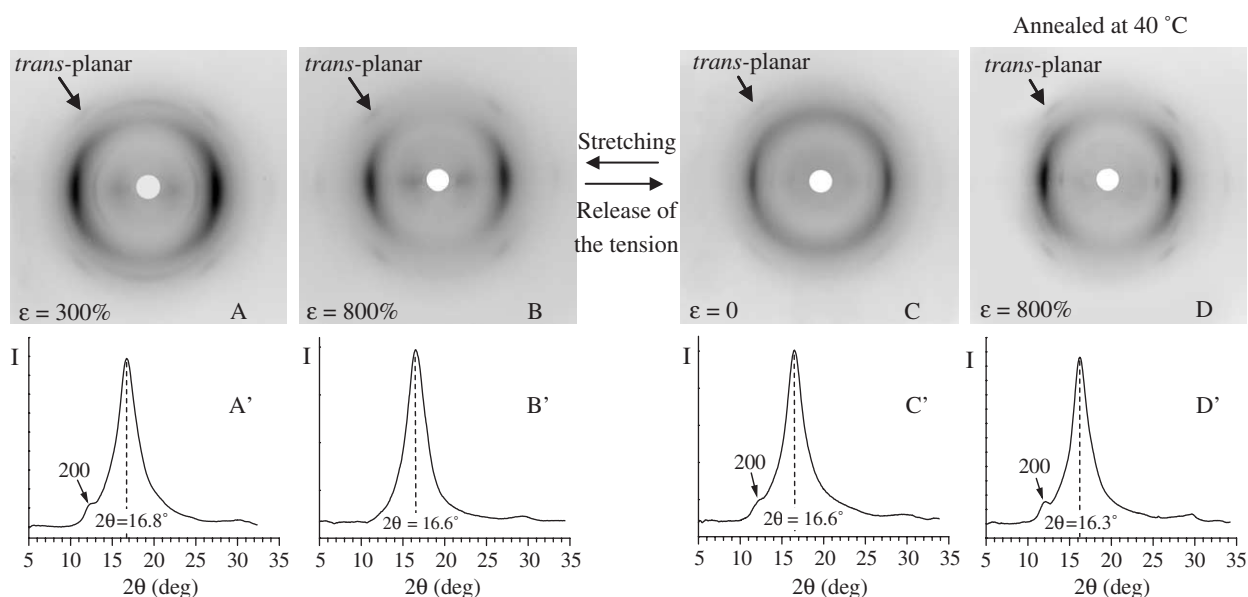 Annealed at 40 °C
trans-planar
trans-planar
trans-planar
trans-planar
Stretching
Release of
the tension
ε = 300%
A
ε = 800%
B
ε = 0
C
ε = 800%
D
I
A’
200
2θ=16.8°
5 10 15 20 25 30 35
2θ (deg)
I
B’
2θ=16.6°
5 10 15 20 25 30 35
2θ (deg)
I
C’
200
2θ=16.6°
5 10 15 20 25 30 35
2θ (deg)
I
D’
200
2θ=16.3°
5 10 15 20 25 30 35
2θ (deg)